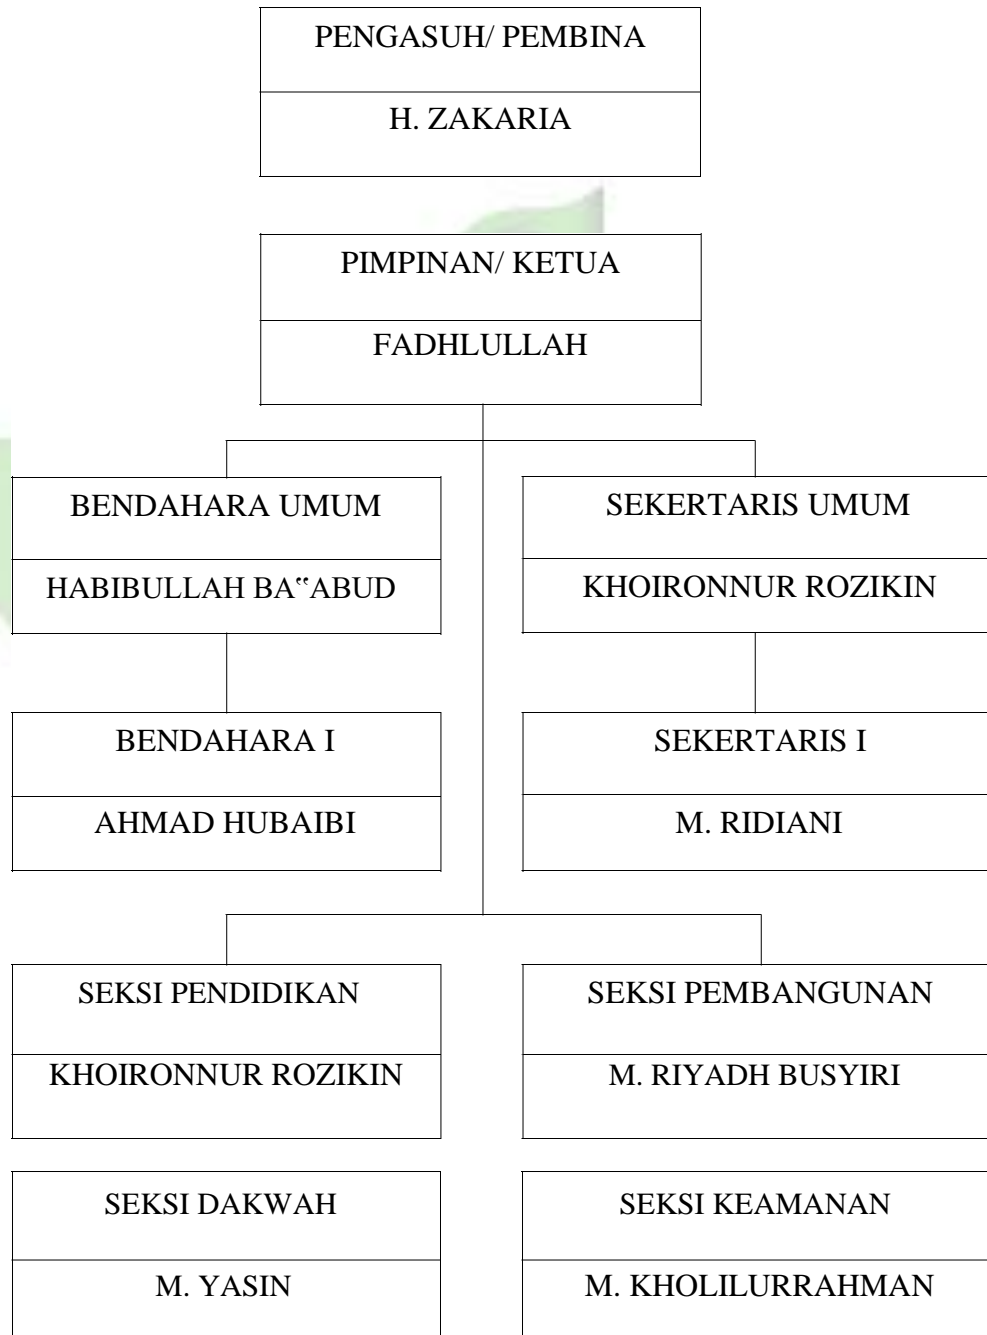 PENGASUH/ PEMBINA
H. ZAKARIA
PIMPINAN/ KETUA
FADHLULLAH
BENDAHARA UMUM
HABIBULLAH BA‟ABUD
SEKERTARIS UMUM
KHOIRONNUR ROZIKIN
BENDAHARA I
AHMAD HUBAIBI
SEKERTARIS I
M. RIDIANI
SEKSI PENDIDIKAN
KHOIRONNUR ROZIKIN
SEKSI PEMBANGUNAN
M. RIYADH BUSYIRI
SEKSI DAKWAH
M. YASIN
SEKSI KEAMANAN
M. KHOLILURRAHMAN